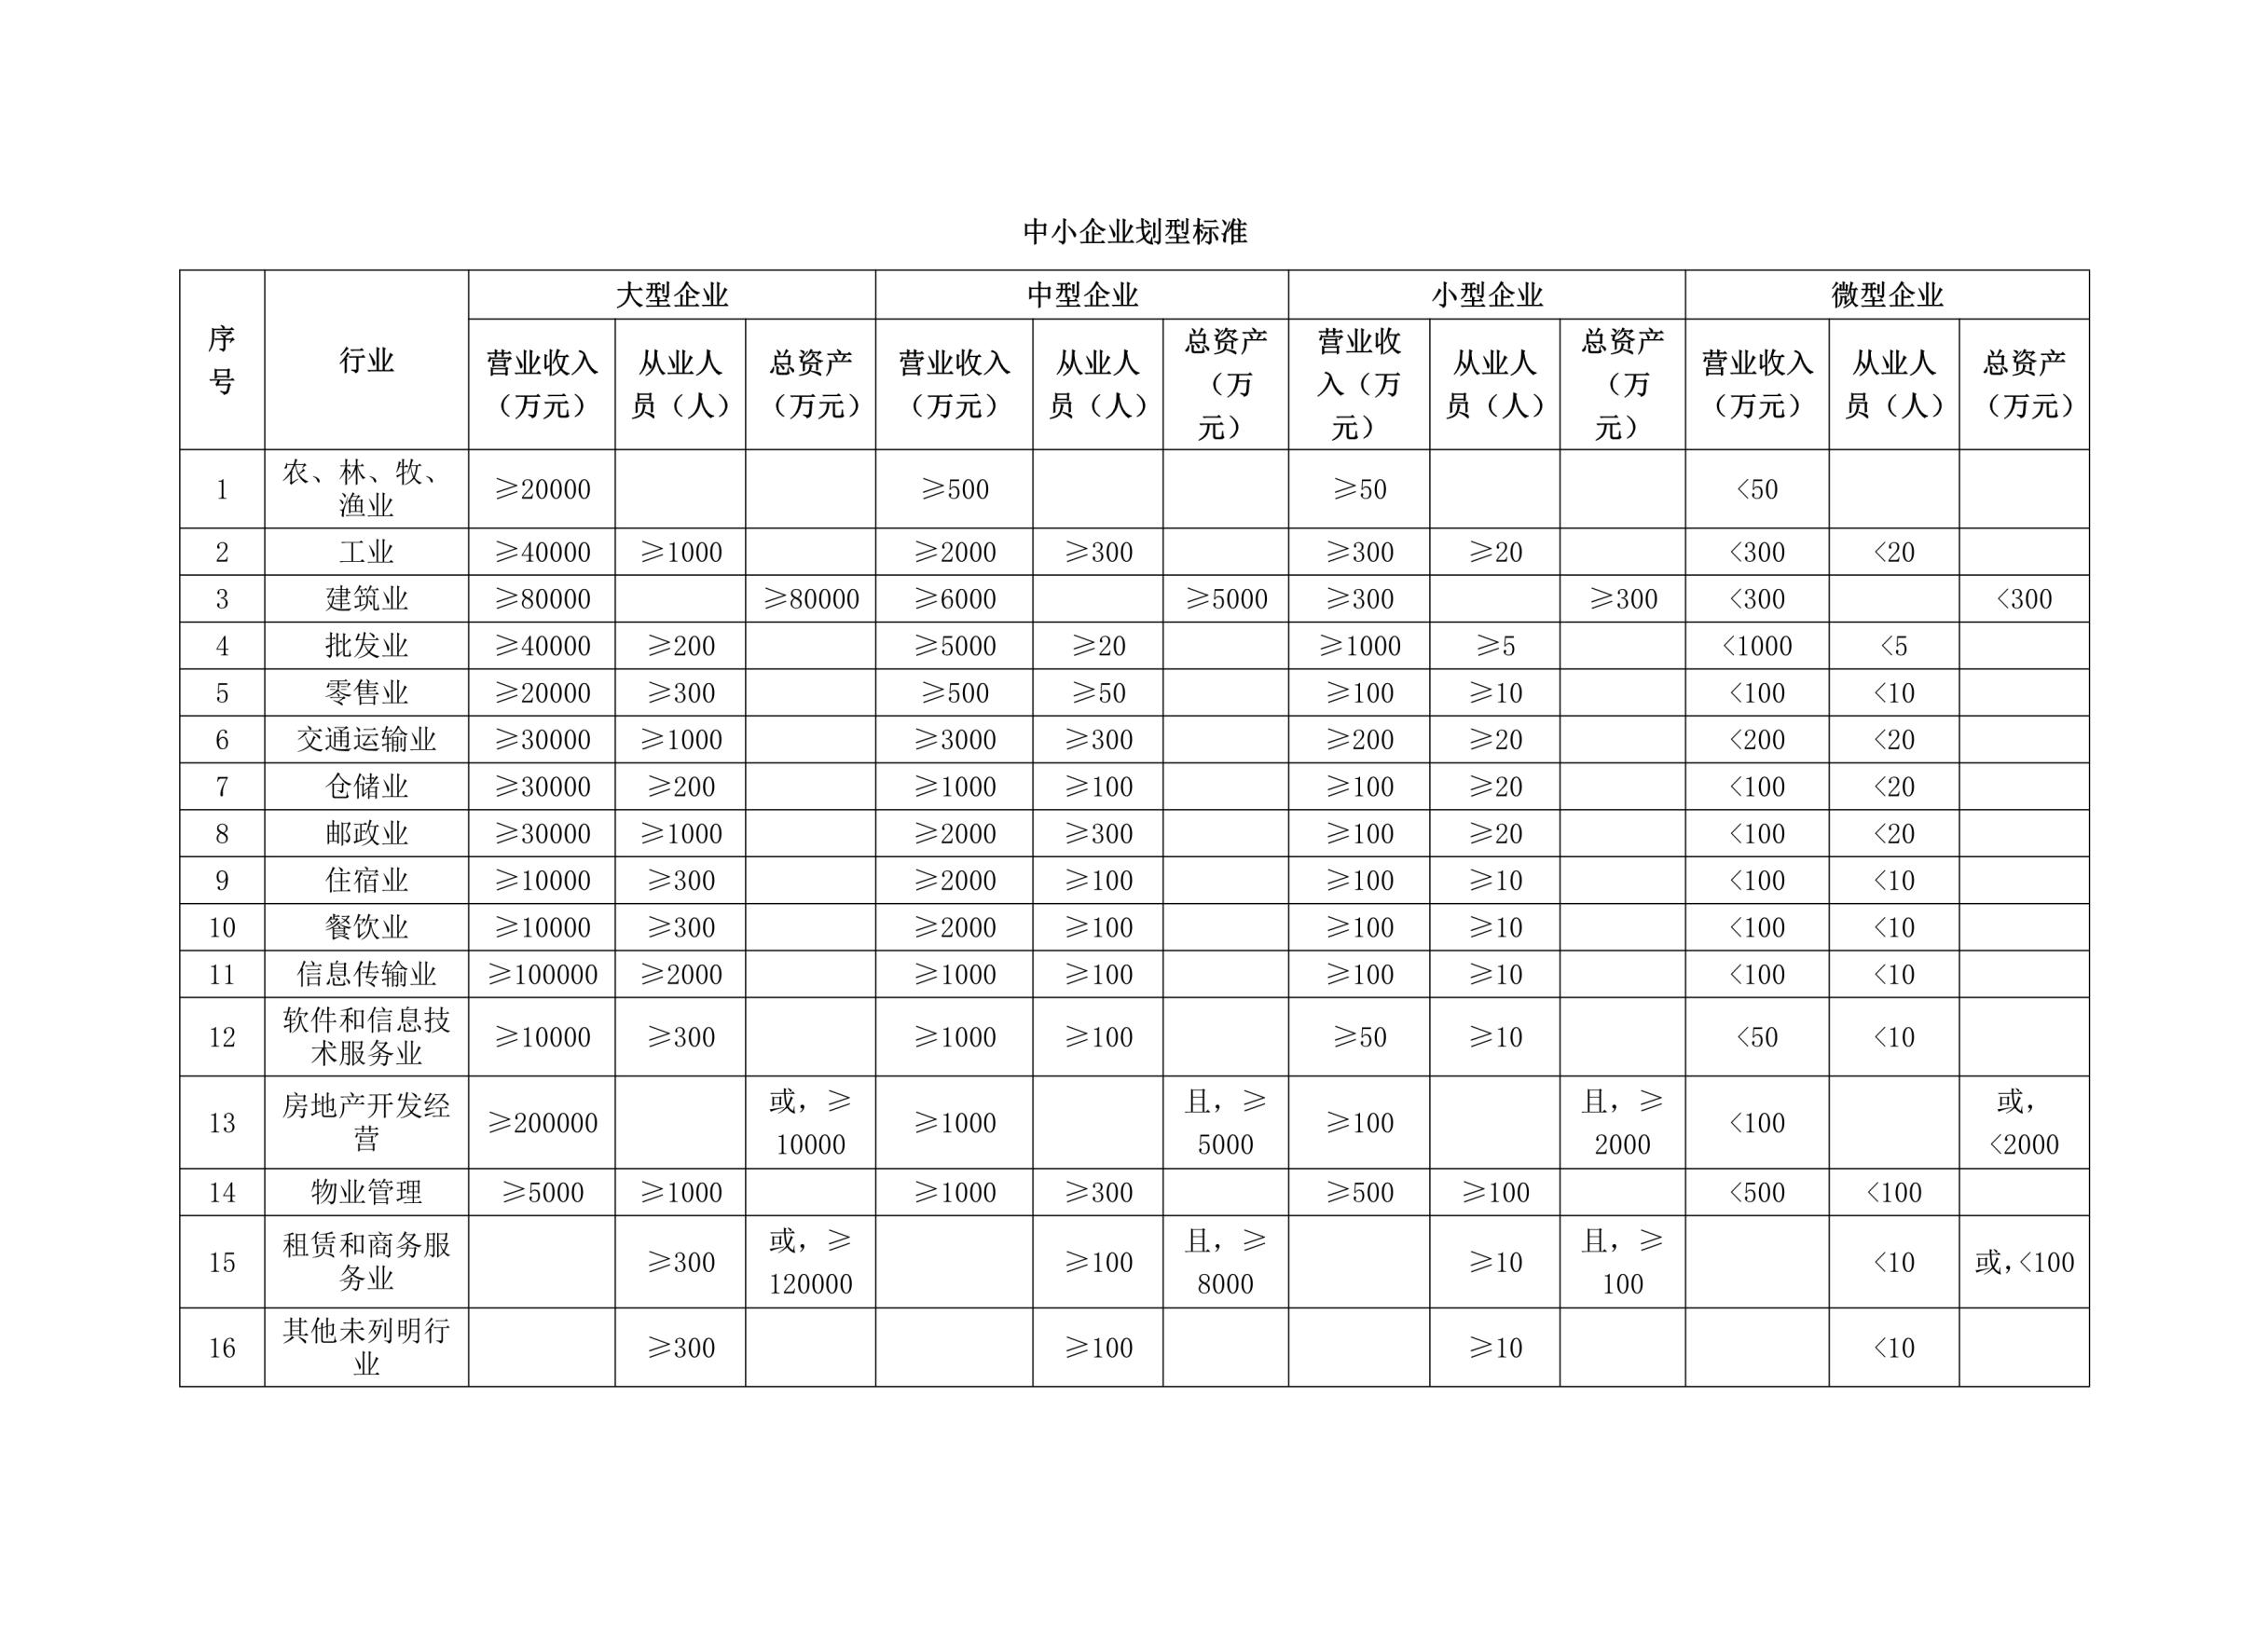 中小企业划型标准
序号 行业 大型企业 中型企业 小型企业 微型企业
营业收入（万元） 从业人员（人） 总资产（万元） 营业收入（万元） 从业人员（人） 总资产（万元） 营业收入（万元） 从业人员（人） 总资产（万元） 营业收入（万元） 从业人员（人） 总资产（万元）
1 农、林、牧、渔业 ≥20000 ≥500 ≥50 <50
2 工业 ≥40000 ≥1000 ≥2000 ≥300 ≥300 ≥20 <300 <20
3 建筑业 ≥80000 ≥80000 ≥6000 ≥5000 ≥300 ≥300 <300 <300
4 批发业 ≥40000 ≥200 ≥5000 ≥20 ≥1000 ≥5 <1000 <5
5 零售业 ≥20000 ≥300 ≥500 ≥50 ≥100 ≥10 <100 <10
6 交通运输业 ≥30000 ≥1000 ≥3000 ≥300 ≥200 ≥20 <200 <20
7 仓储业 ≥30000 ≥200 ≥1000 ≥100 ≥100 ≥20 <100 <20
8 邮政业 ≥30000 ≥1000 ≥2000 ≥300 ≥100 ≥20 <100 <20
9 住宿业 ≥10000 ≥300 ≥2000 ≥100 ≥100 ≥10 <100 <10
10 餐饮业 ≥10000 ≥300 ≥2000 ≥100 ≥100 ≥10 <100 <10
11 信息传输业 ≥100000 ≥2000 ≥1000 ≥100 ≥100 ≥10 <100 <10
12 软件和信息技术服务业 ≥10000 ≥300 ≥1000 ≥100 ≥50 ≥10 <50 <10
13 房地产开发经营 ≥200000 或，≥10000 ≥1000 且，≥5000 ≥100 且，≥2000 <100 或，<2000
14 物业管理 ≥5000 ≥1000 ≥1000 ≥300 ≥500 ≥100 <500 <100
15 租赁和商务服务业 ≥300 或，≥120000 ≥100 且，≥8000 ≥10 且，≥100 <10 或，<100
16 其他未列明行业 ≥300 ≥100 ≥10 <10